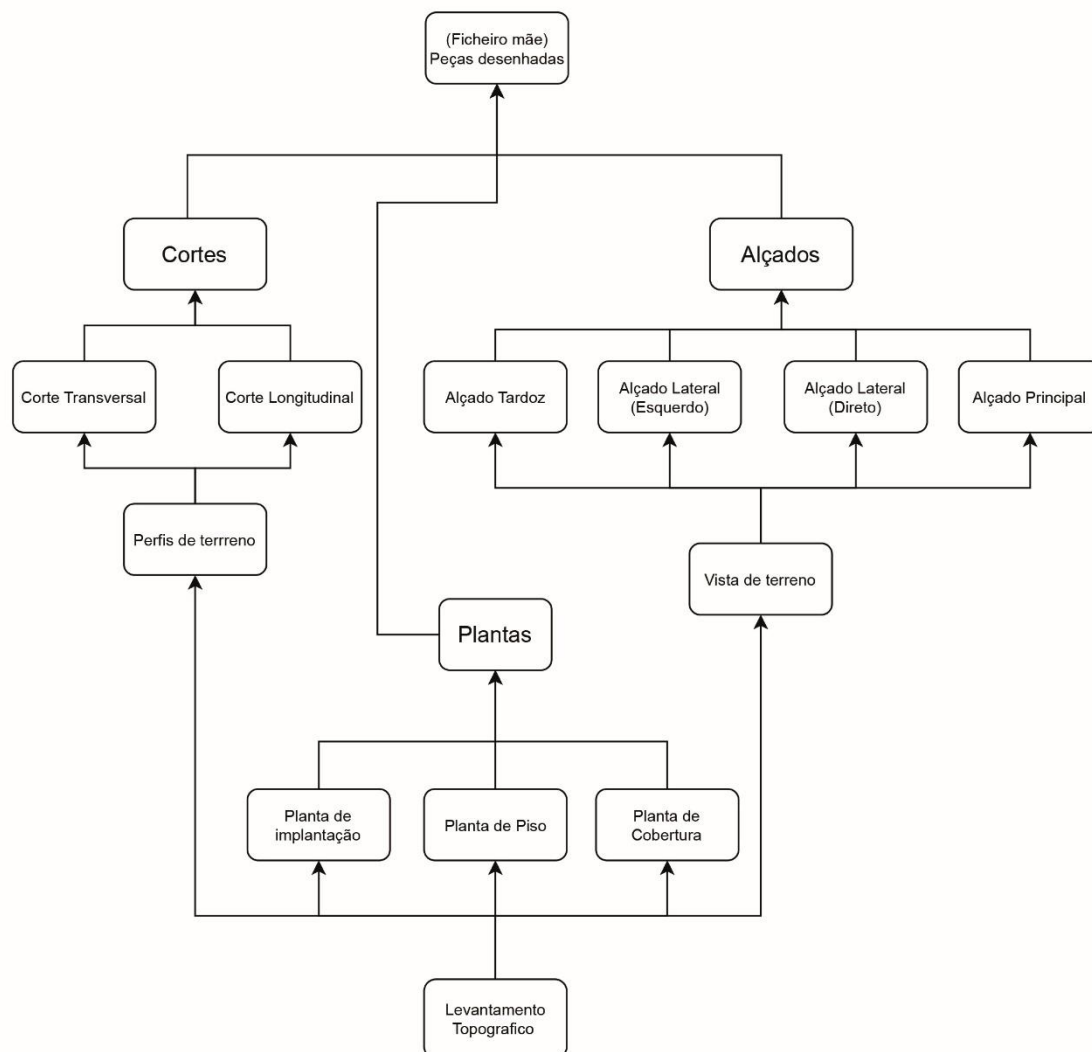 (Ficheiro mãe)
Peças desenhadas
Cortes
Alçados
Corte Transversal
Corte Longitudinal
Alçado Tardoz
Alçado Lateral
(Esquerdo)
Alçado Lateral
(Direto)
Alçado Principal
Perfis de terrreno
Vista de terreno
Plantas
Planta de
implantação
Planta de Piso
Planta de
Cobertura
Levantamento
Topografico